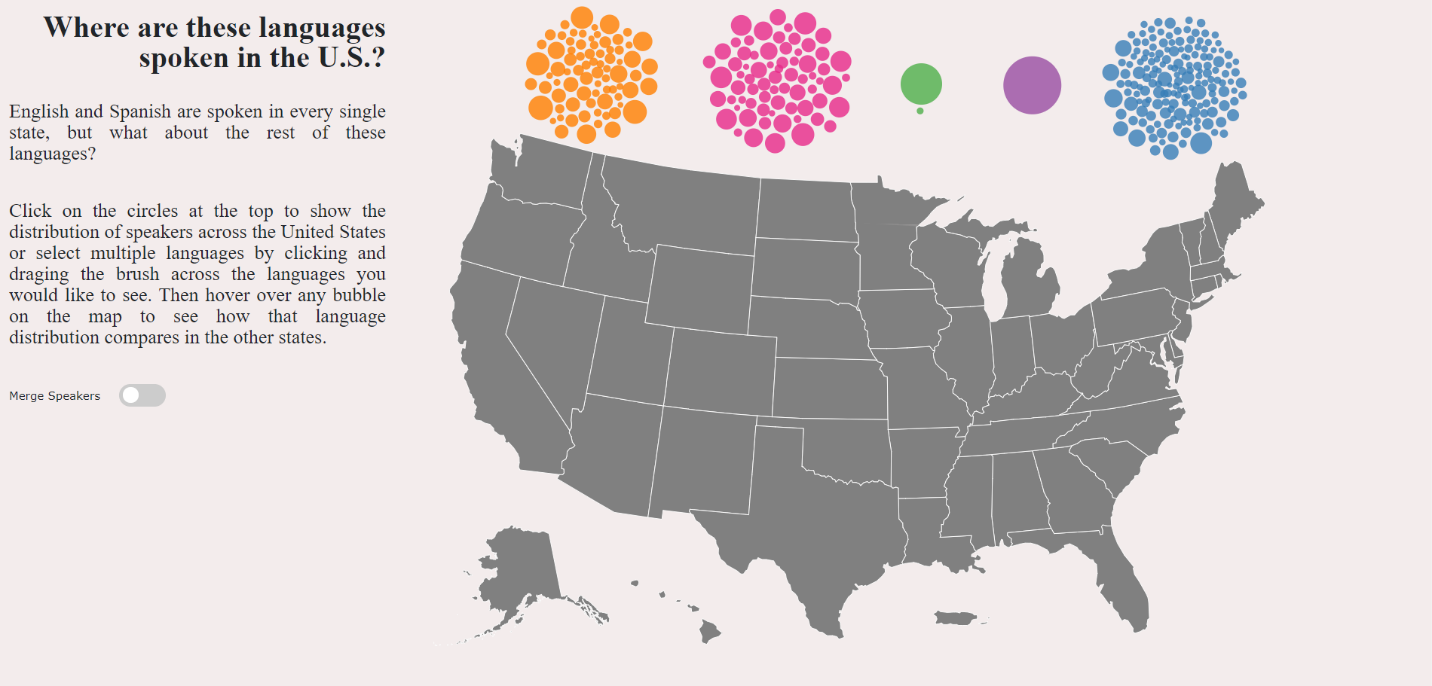 Where are these languages
spoken in the U.S.?
English and Spanish are spoken in every single
state, but what about the rest of these
languages?
Click on the circles at the top to show the
distribution of speakers across the United States
or select multiple languages by clicking and
draging the brush across the languages you
would like to see. Then hover over any bubble
on the map to see how that language
distribution compares in the other states.
Merge Speakers